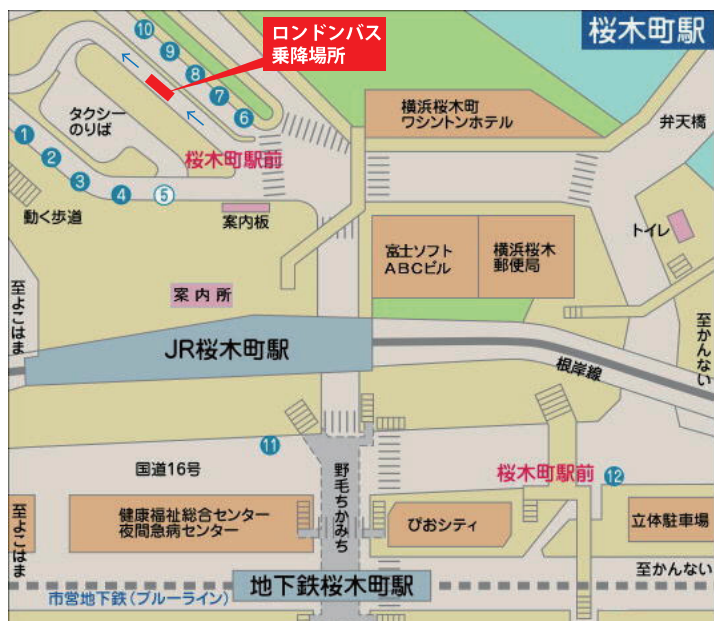 桜木町駅
ロンドンバス
乗降場所
10
9
8
7
6
タクシー
のりば
1
2
3
4
5
桜木町駅前
横浜桜木町
ワシントンホテル
弁天橋
動く歩道
案内板
トイレ
富士ソフト
ABCビル
横浜桜木
郵便局
案内所
至よこはま
至かんない
JR桜木町駅
根岸線
11
国道16号
野毛ちかみち
桜木町駅前
12
至よこはま
健康福祉総合センター
夜間急病センター
ぴおシティ
立体駐車場
至かんない
地下鉄桜木町駅
市営地下鉄(ブルーライン)